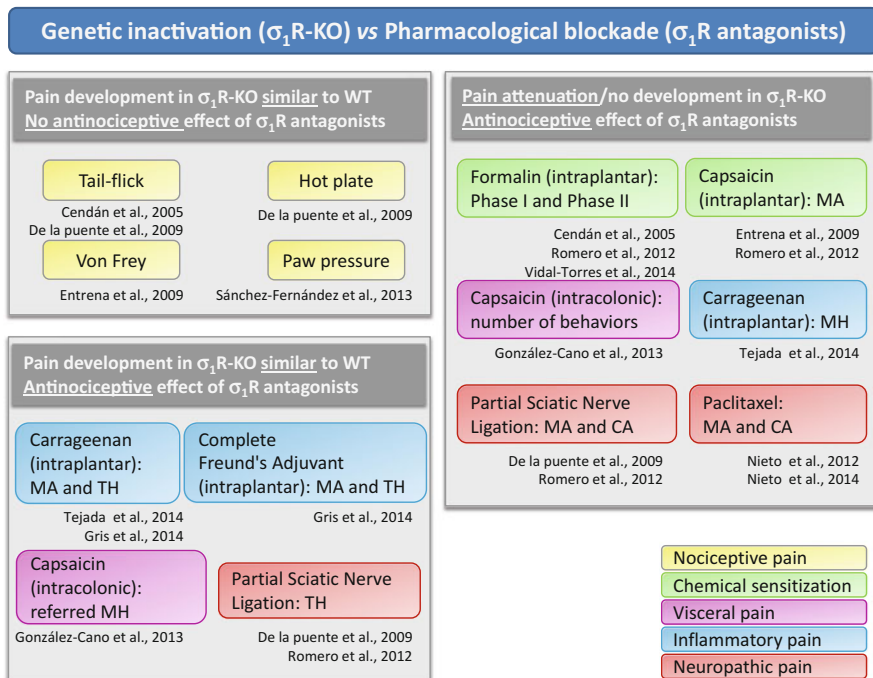 Genetic inactivation (σ₁R-KO) vs Pharmacological blockade (σ₁R antagonists)
Pain development in σ₁R-KO similar to WT
No antinociceptive effect of σ₁R antagonists
Tail-flick
Cendán et al., 2005
De la puente et al., 2009
Hot plate
De la puente et al., 2009
Von Frey
Entrena et al., 2009
Paw pressure
Sánchez-Fernández et al., 2013
Pain development in σ₁R-KO similar to WT
Antinociceptive effect of σ₁R antagonists
Carrageenan
(intraplantar):
MA and TH
Tejada et al., 2014
Gris et al., 2014
Complete
Freund's Adjuvant
(intraplantar): MA and TH
Gris et al., 2014
Capsaicin
(intracolonic):
referred MH
González-Cano et al., 2013
Partial Sciatic Nerve
Ligation: TH
De la puente et al., 2009
Romero et al., 2012
Pain attenuation/no development in σ₁R-KO
Antinociceptive effect of σ₁R antagonists
Formalin (intraplantar):
Phase I and Phase II
Cendán et al., 2005
Romero et al., 2012
Vidal-Torres et al., 2014
Capsaicin
(intraplantar): MA
Entrena et al., 2009
Romero et al., 2012
Capsaicin (intracolonic):
number of behaviors
González-Cano et al., 2013
Carrageenan
(intraplantar): MH
Tejada et al., 2014
Partial Sciatic Nerve
Ligation: MA and CA
De la puente et al., 2009
Romero et al., 2012
Paclitaxel:
MA and CA
Nieto et al., 2012
Nieto et al., 2014
Nociceptive pain
Chemical sensitization
Visceral pain
Inflammatory pain
Neuropathic pain